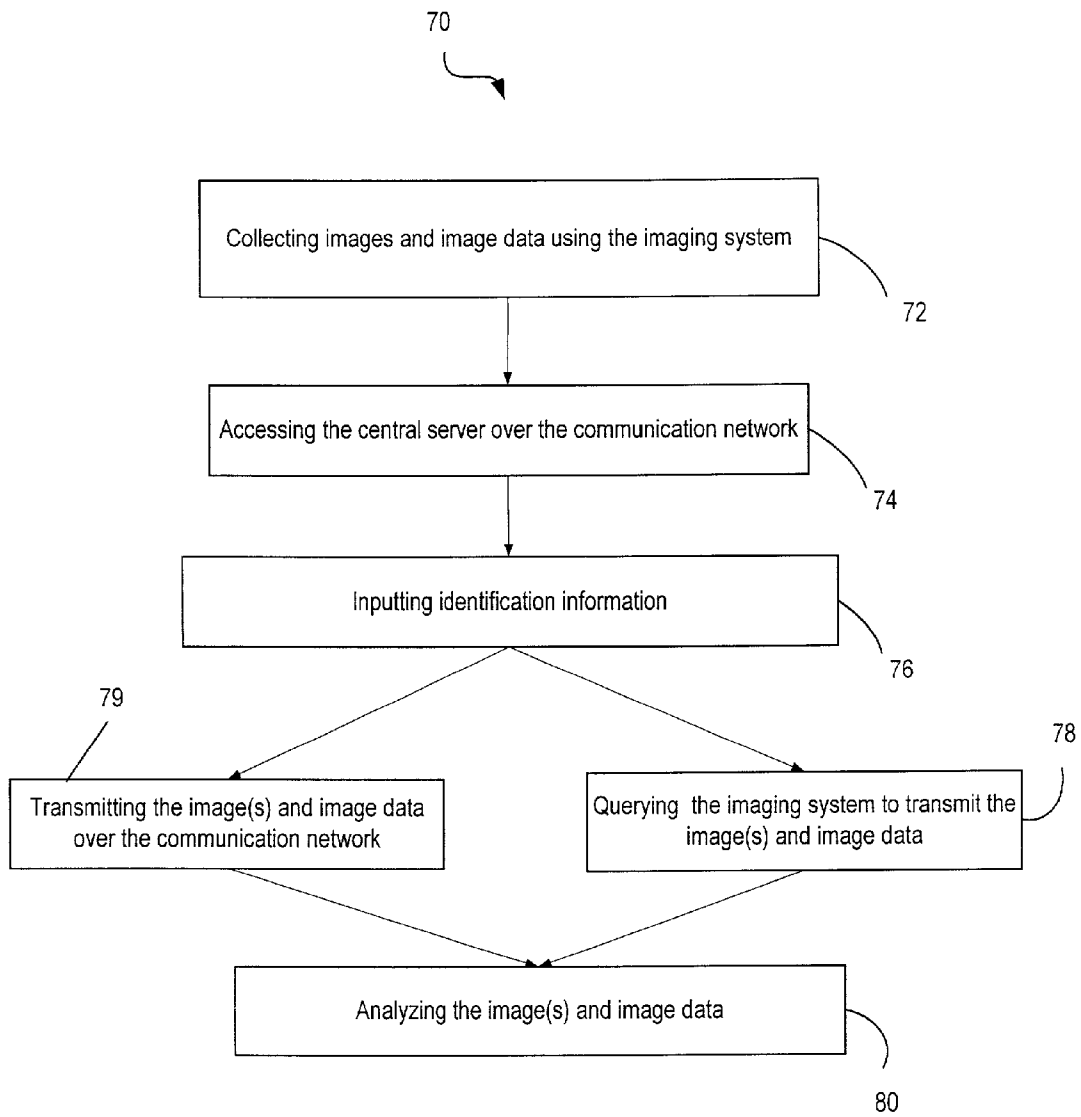 70
Collecting images and image data using the imaging system
72
Accessing the central server over the communication network
74
Inputting identification information
76
79
78
Transmitting the image(s) and image data
over the communication network
Querying the imaging system to transmit the
image(s) and image data
Analyzing the image(s) and image data
80